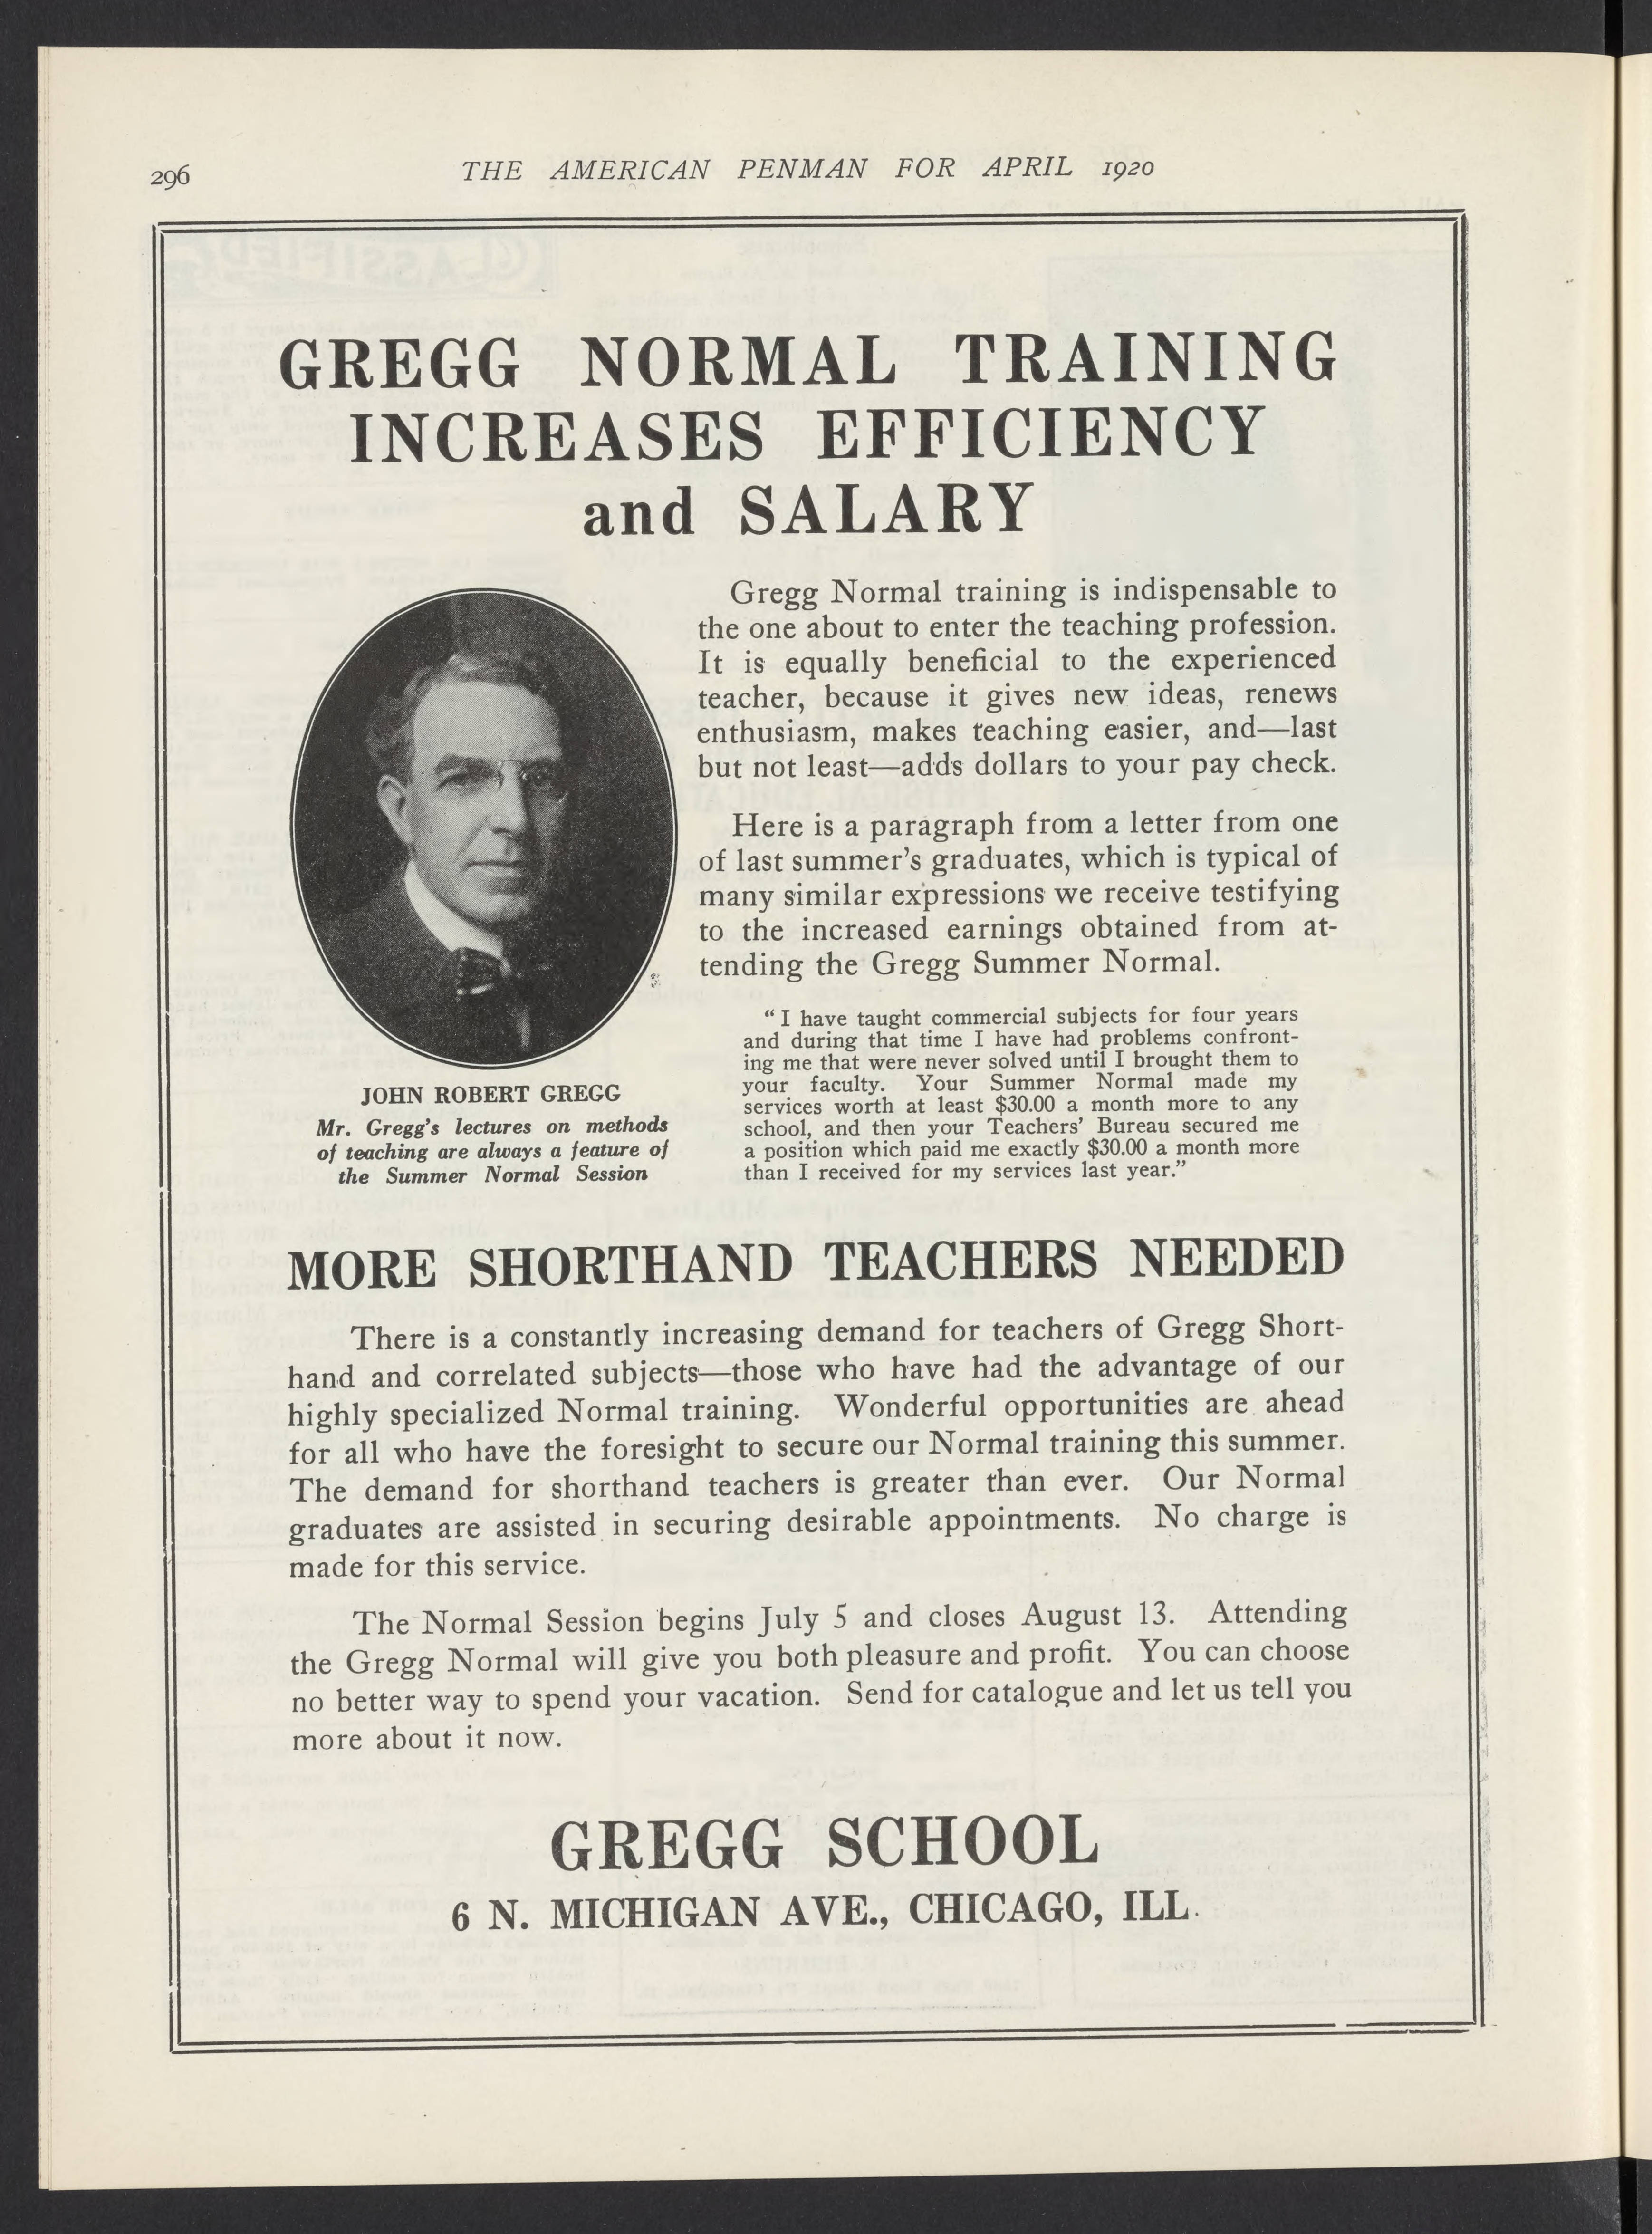 296
THE AMERICAN PENMAN FOR APRIL 1920
GREGG NORMAL TRAINING
INCREASES EFFICIENCY
and SALARY
Gregg Normal training is indispensable to
the one about to enter the teaching profession.
It is equally beneficial to the experienced
teacher, because it gives new ideas, renews
enthusiasm, makes teaching easier, and—last
but not least—adds dollars to your pay check.
Here is a paragraph from a letter from one
of last summer's graduates, which is typical of
many similar expressions we receive testifying
to the increased earnings obtained from at-
tending the Gregg Summer Normal.
"I have taught commercial subjects for four years
and during that time I have had problems confront-
ing me that were never solved until I brought them to
your faculty. Your Summer Normal made my
services worth at least $30.00 a month more to any
school, and then your Teachers' Bureau secured me
a position which paid me exactly $30.00 a month more
than I received for my services last year."
JOHN ROBERT GREGG
Mr. Gregg's lectures on methods
of teaching are always a feature of
the Summer Normal Session
MORE SHORTHAND TEACHERS NEEDED
There is a constantly increasing demand for teachers of Gregg Short-
hand and correlated subjects—those who have had the advantage of our
highly specialized Normal training. Wonderful opportunities are ahead
for all who have the foresight to secure our Normal training this summer.
The demand for shorthand teachers is greater than ever. Our Normal
graduates are assisted in securing desirable appointments. No charge is
made for this service.
The Normal Session begins July 5 and closes August 13. Attending
the Gregg Normal will give you both pleasure and profit. You can choose
no better way to spend your vacation. Send for catalogue and let us tell you
more about it now.
GREGG SCHOOL
6 N. MICHIGAN AVE., CHICAGO, ILL.